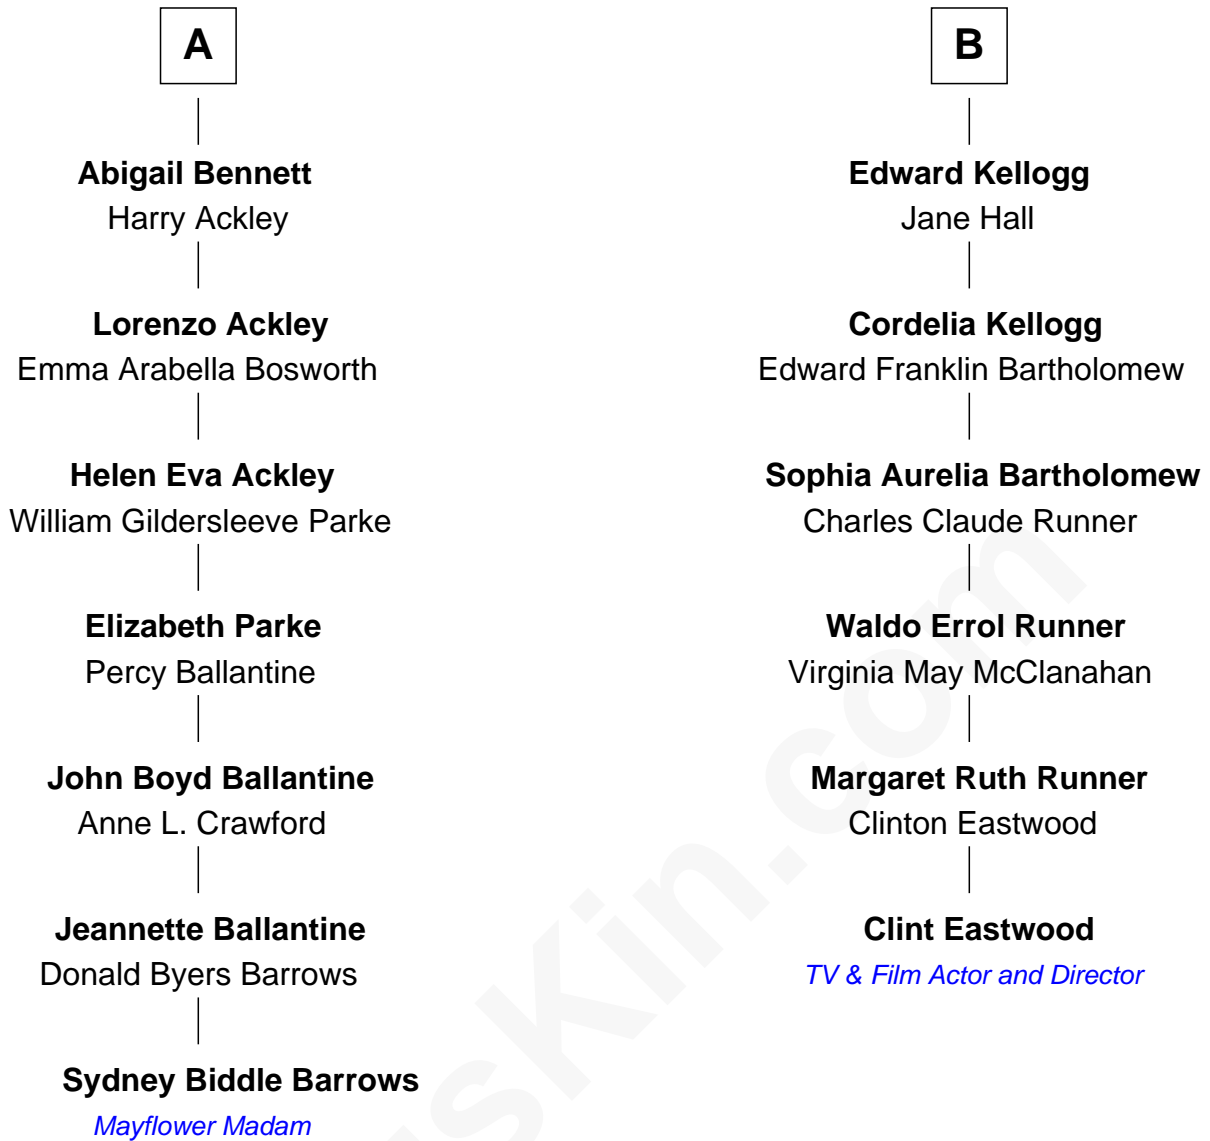 A
Abigail Bennett
Harry Ackley
Lorenzo Ackley
Emma Arabella Bosworth
Helen Eva Ackley
William Gildersleeve Parke
Elizabeth Parke
Percy Ballantine
John Boyd Ballantine
Anne L. Crawford
Jeannette Ballantine
Donald Byers Barrows
Sydney Biddle Barrows
Mayflower Madam
B
Edward Kellogg
Jane Hall
Cordelia Kellogg
Edward Franklin Bartholomew
Sophia Aurelia Bartholomew
Charles Claude Runner
Waldo Errol Runner
Virginia May McClanahan
Margaret Ruth Runner
Clinton Eastwood
Clint Eastwood
TV & Film Actor and Director
usKin.com